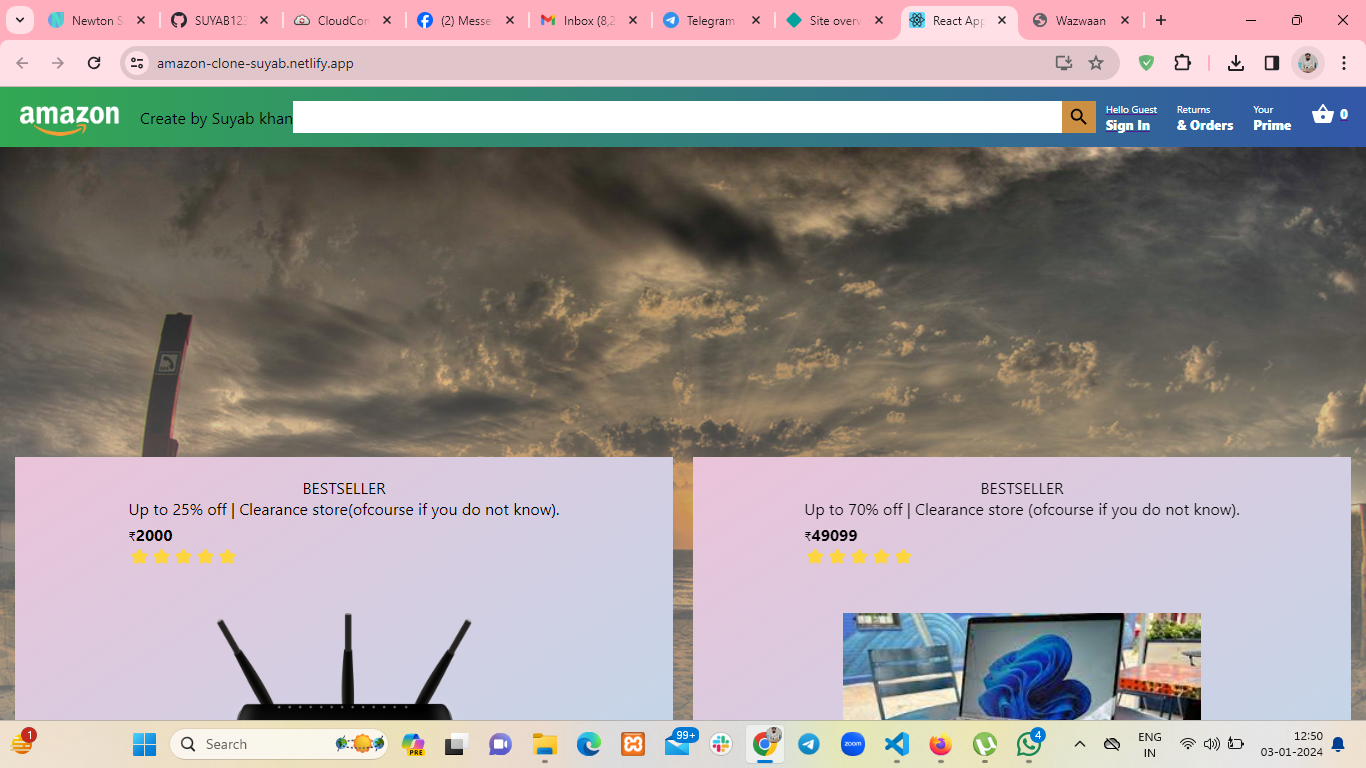 Newton S
SUYAB123
CloudCon
(2) Messe
Inbox (8,2
Telegram
Site overv
React App
Wazwaan
amazon-clone-suyab.netlify.app
amazon
Create by Suyab khan
Hello Guest
Sign In
Returns
& Orders
Your
Prime
0
BESTSELLER
Up to 25% off | Clearance store(ofcourse if you do not know).
₹2000
BESTSELLER
Up to 70% off | Clearance store (ofcourse if you do not know).
₹49099
1
Search
PRE
99+
zoom
4
ENG
IN
12:50
03-01-2024